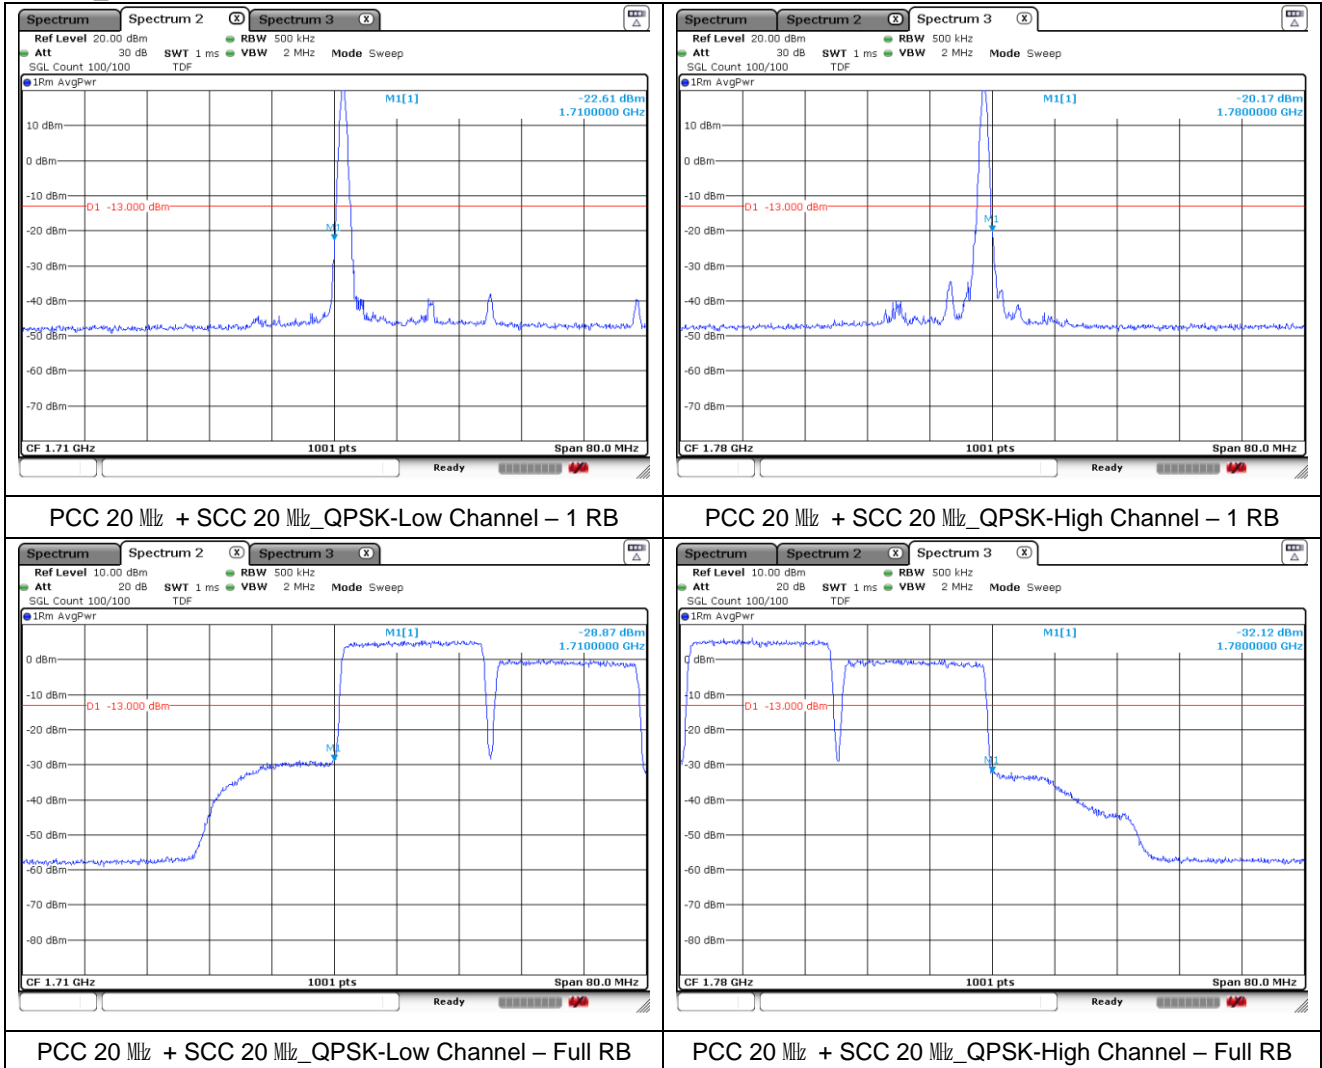 Spectrum Spectrum 2 X Spectrum 3 X
Ref Level 20.00 dBm RBW 500 kHz
Att 30 dB SWT 1 ms VBW 2 MHz Mode Sweep
SGL Count 100/100 TDF
1Rm AvgPwr
M1[1] -22.61 dBm
1.7100000 GHz
10 dBm
0 dBm
-10 dBm
D1 -13.000 dBm
M1
-20 dBm
-30 dBm
-40 dBm
-50 dBm
-60 dBm
-70 dBm
CF 1.71 GHz 1001 pts Span 80.0 MHz
Ready
Spectrum Spectrum 2 X Spectrum 3 X
Ref Level 20.00 dBm RBW 500 kHz
Att 30 dB SWT 1 ms VBW 2 MHz Mode Sweep
SGL Count 100/100 TDF
1Rm AvgPwr
M1[1] -20.17 dBm
1.7800000 GHz
10 dBm
0 dBm
-10 dBm
D1 -13.000 dBm
M1
-20 dBm
-30 dBm
-40 dBm
-50 dBm
-60 dBm
-70 dBm
CF 1.78 GHz 1001 pts Span 80.0 MHz
Ready
PCC 20 ㎒ + SCC 20 ㎒_QPSK-Low Channel – 1 RB
PCC 20 ㎒ + SCC 20 ㎒_QPSK-High Channel – 1 RB
Spectrum Spectrum 2 X Spectrum 3 X
Ref Level 10.00 dBm RBW 500 kHz
Att 20 dB SWT 1 ms VBW 2 MHz Mode Sweep
SGL Count 100/100 TDF
1Rm AvgPwr
M1[1] -28.87 dBm
1.7100000 GHz
0 dBm
-10 dBm
D1 -13.000 dBm
-20 dBm
M1
-30 dBm
-40 dBm
-50 dBm
-60 dBm
-70 dBm
-80 dBm
CF 1.71 GHz 1001 pts Span 80.0 MHz
Ready
Spectrum Spectrum 2 X Spectrum 3 X
Ref Level 10.00 dBm RBW 500 kHz
Att 20 dB SWT 1 ms VBW 2 MHz Mode Sweep
SGL Count 100/100 TDF
1Rm AvgPwr
M1[1] -32.12 dBm
1.7800000 GHz
0 dBm
-10 dBm
D1 -13.000 dBm
-20 dBm
M1
-30 dBm
-40 dBm
-50 dBm
-60 dBm
-70 dBm
-80 dBm
CF 1.78 GHz 1001 pts Span 80.0 MHz
Ready
PCC 20 ㎒ + SCC 20 ㎒_QPSK-Low Channel – Full RB
PCC 20 ㎒ + SCC 20 ㎒_QPSK-High Channel – Full RB